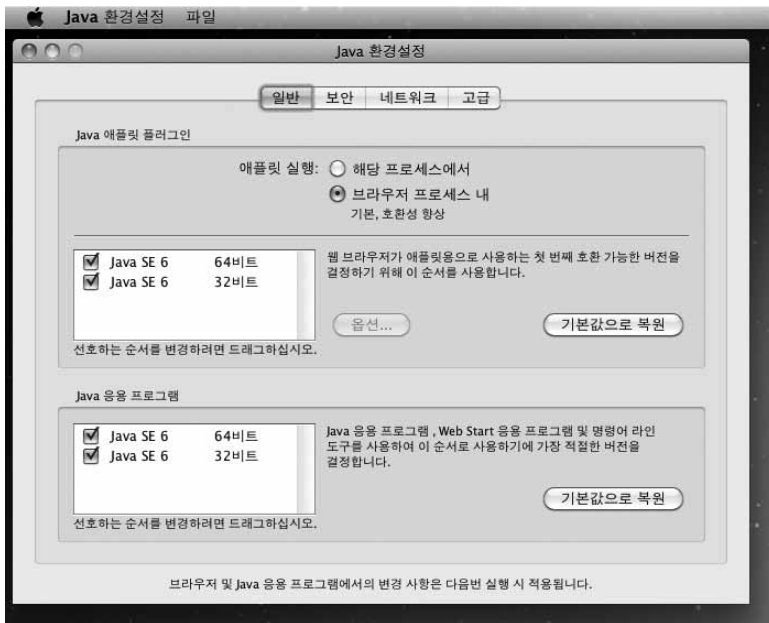 Java 환경설정 파일
Java 환경설정
일반 보안 네트워크 고급
Java 애플릿 플러그인
애플릿 실행: 해당 프로세스에서
브라우저 프로세스 내
기본, 호환성 향상
Java SE 6 64비트
Java SE 6 32비트
웹 브라우저가 애플릿용으로 사용하는 첫 번째 호환 가능한 버전을
결정하기 위해 이 순서를 사용합니다.
옵션... 기본값으로 복원
선호하는 순서를 변경하려면 드래그하십시오.
Java 응용 프로그램
Java SE 6 64비트
Java SE 6 32비트
Java 응용 프로그램 , Web Start 응용 프로그램 및 명령어 라인
도구를 사용하여 이 순서로 사용하기에 가장 적절한 버전을
결정합니다.
기본값으로 복원
선호하는 순서를 변경하려면 드래그하십시오.
브라우저 및 Java 응용 프로그램에서의 변경 사항은 다음번 실행 시 적용됩니다.